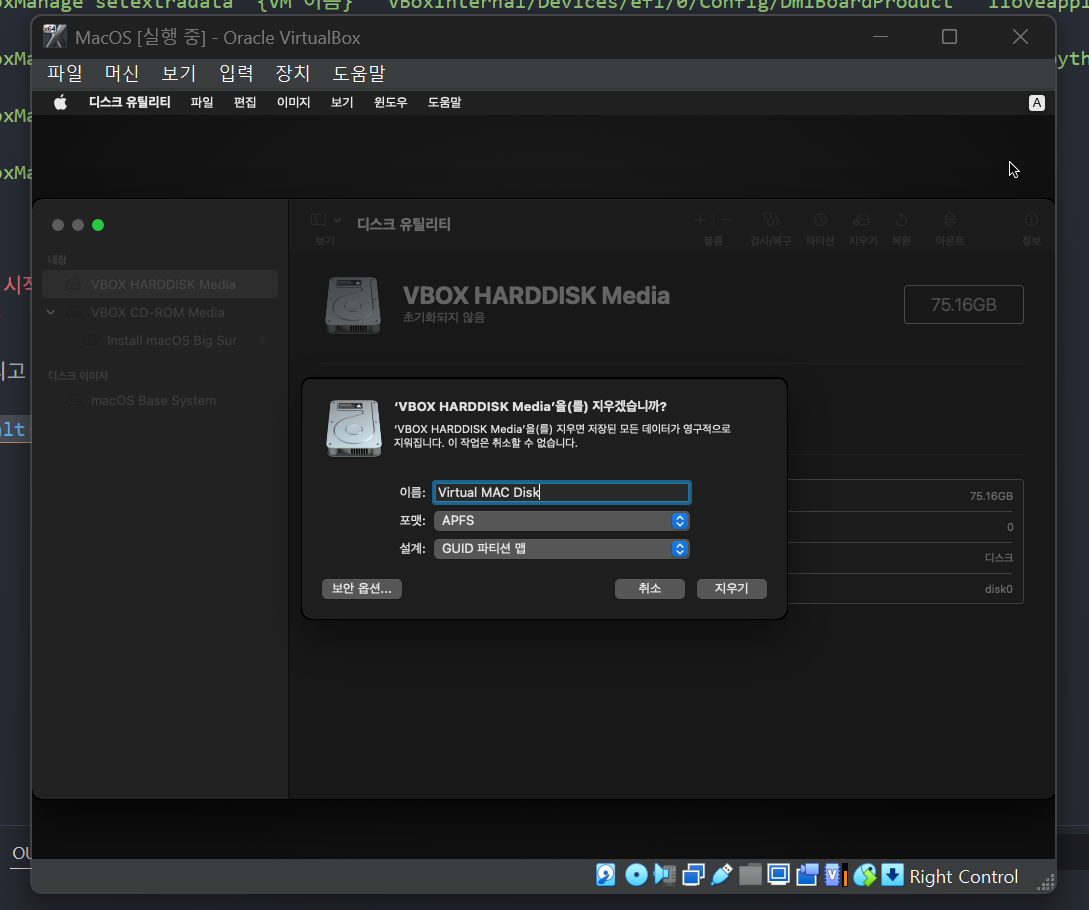 oxManage setextradata "{VM 이름}" "VBoxInternal/Devices/efi/0/Config/DmiBoardProduct" "iloveappl
MacOS [실행 중] - Oracle VirtualBox
oxMa
파일 머신 보기 입력 장치 도움말
디스크 유틸리티 파일 편집 이미지 보기 윈도우 도움말 A
oxMa
oxMa
디스크 유틸리티
보기 볼륨 검사/복구 파티션 지우기 복원 마운트 정보
내장
시작
VBOX HARDDISK Media
VBOX CD-ROM Media
Install macOS Big Sur
디스크 이미지
macOS Base System
VBOX HARDDISK Media
초기화되지 않음
75.16GB
alt
‘VBOX HARDDISK Media’을(를) 지우겠습니까?
‘VBOX HARDDISK Media’을(를) 지우면 저장된 모든 데이터가 영구적으로
지워집니다. 이 작업은 취소할 수 없습니다.
이름: Virtual MAC Disk
포맷: APFS
설계: GUID 파티션 맵
보안 옵션... 취소 지우기
75.16GB
0
디스크
disk0
OU
Right Control